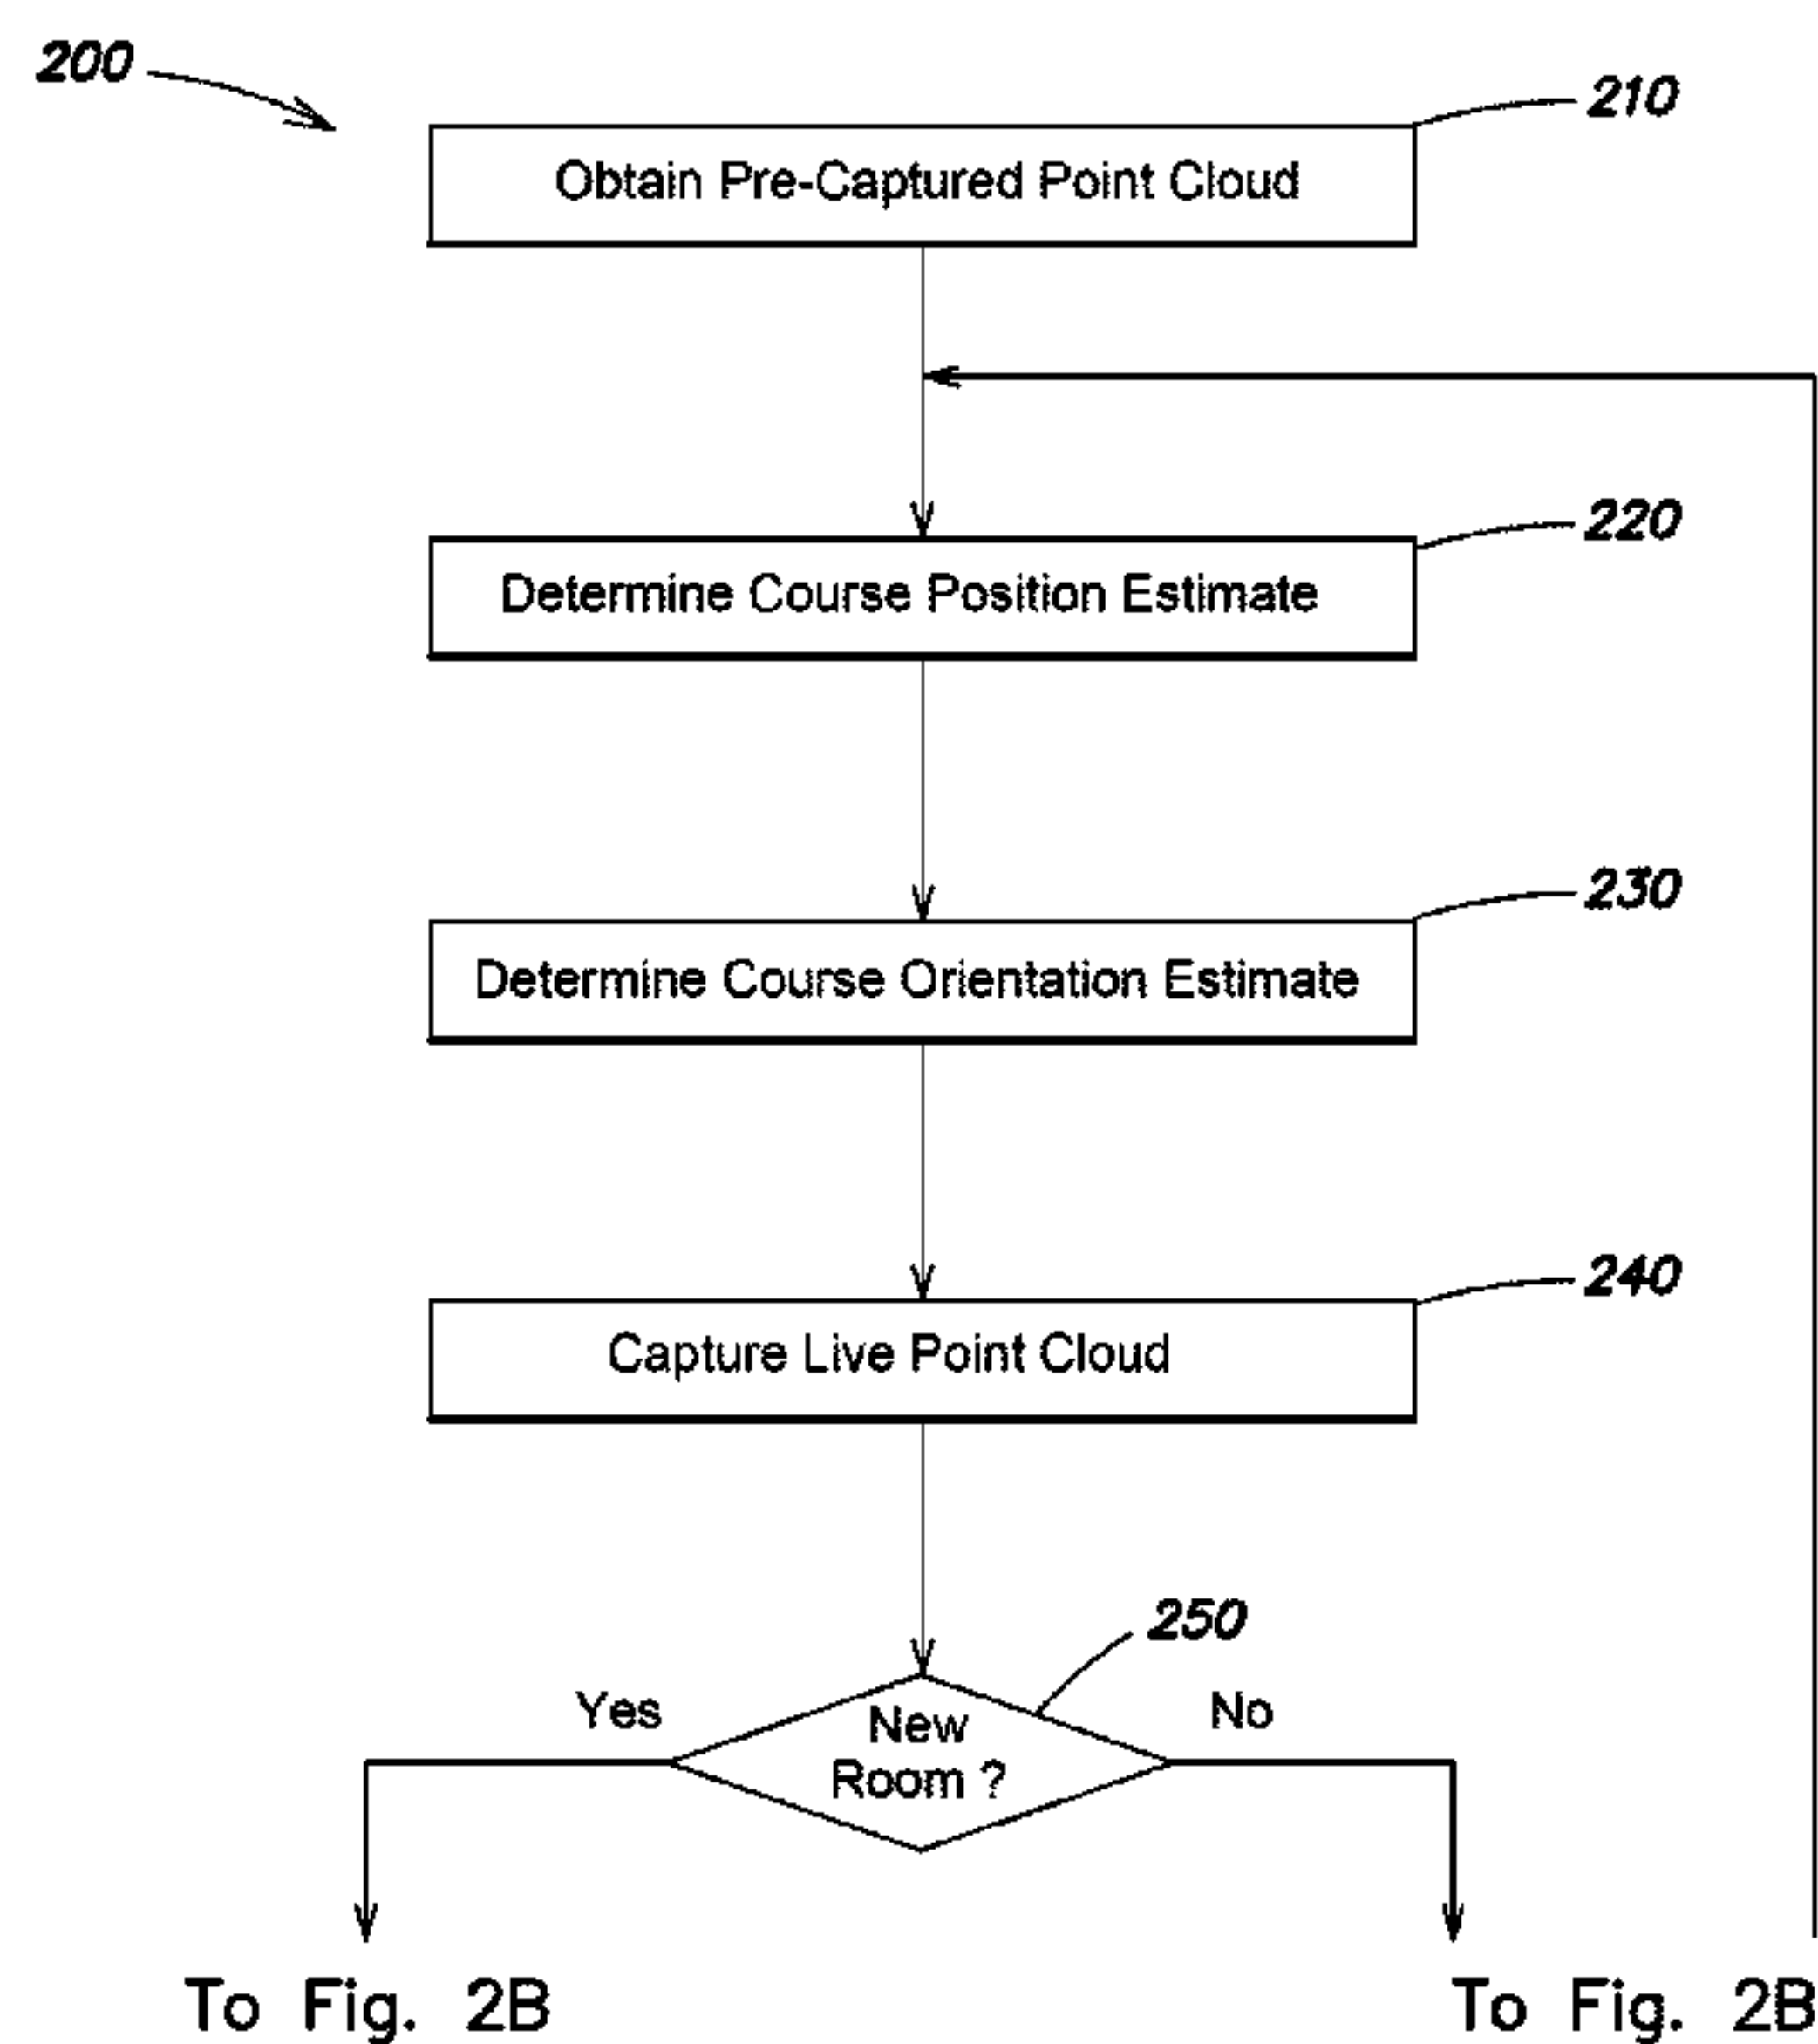 200
210
Obtain Pre-Captured Point Cloud
220
Determine Course Position Estimate
230
Determine Course Orientation Estimate
240
Capture Live Point Cloud
250
Yes
New
Room ?
No
To Fig. 2B
To Fig. 2B